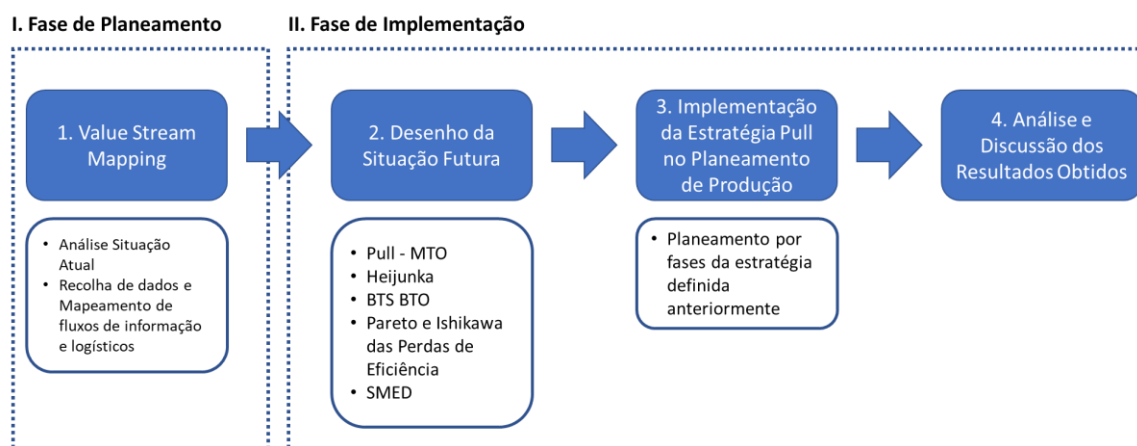 I. Fase de Planeamento
II. Fase de Implementação
1. Value Stream
Mapping
2. Desenho da
Situação Futura
3. Implementação
da Estratégia Pull
no Planeamento
de Produção
4. Análise e
Discussão dos
Resultados Obtidos
• Análise Situação
Atual
• Recolha de dados e
Mapeamento de
fluxos de informação
e logísticos
• Pull - MTO
• Heijunka
• BTS BTO
• Pareto e Ishikawa
das Perdas de
Eficiência
• SMED
• Planeamento por
fases da estratégia
definida
anteriormente